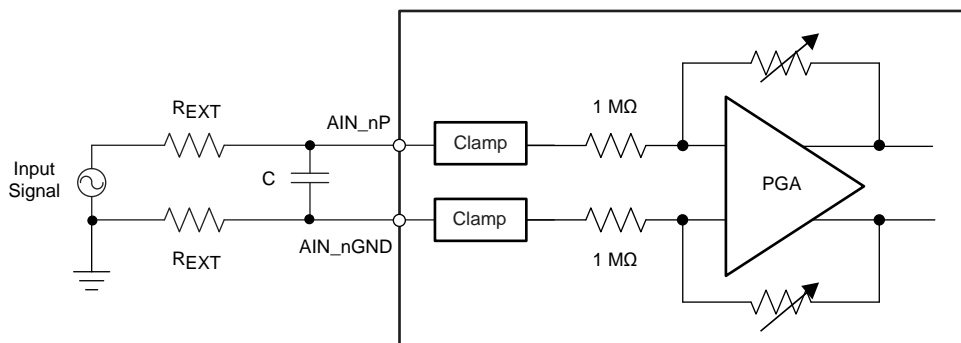 REXT
AIN_nP
Clamp
1 MΩ
Input
Signal
C
PGA
Clamp
REXT
AIN_nGND
1 MΩ